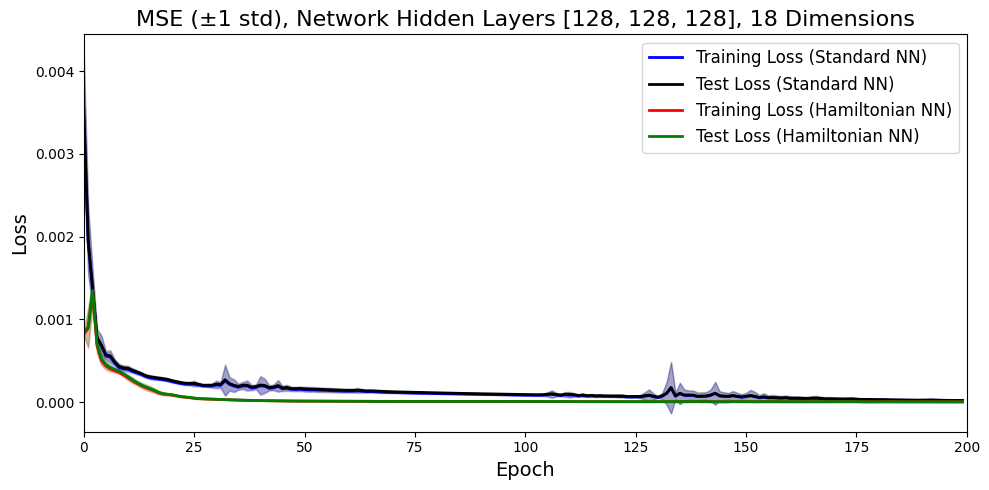 MSE (±1 std), Network Hidden Layers [128, 128, 128], 18 Dimensions
Training Loss (Standard NN)
Test Loss (Standard NN)
Training Loss (Hamiltonian NN)
Test Loss (Hamiltonian NN)
Loss
0.004
0.003
0.002
0.001
0.000
0 25 50 75 100 125 150 175 200
Epoch